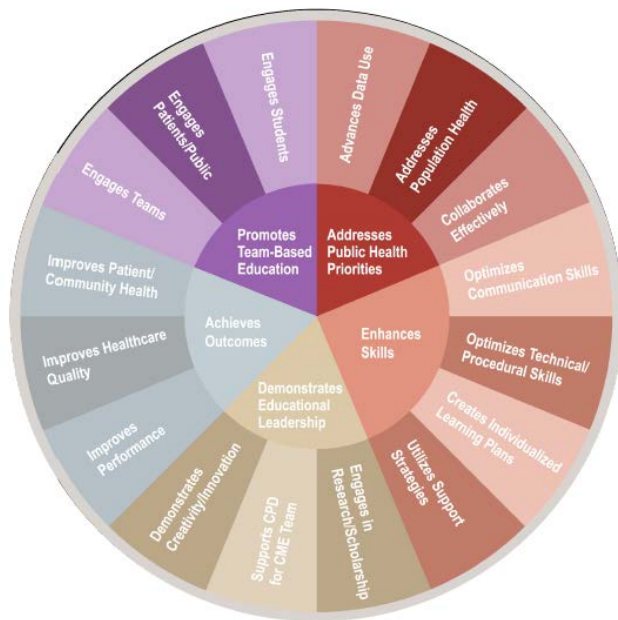 Promotes
Team-Based
Education
Addresses
Public Health
Priorities
Enhances
Skills
Demonstrates
Educational
Leadership
Achieves
Outcomes
Advances Data Use
Addresses
Population Health
Collaborates
Effectively
Optimizes
Communication Skills
Optimizes Technical/
Procedural Skills
Creates Individualized
Learning Plans
Utilizes Support
Strategies
Engages in
Research/Scholarship
Supports CPD
for CME Team
Demonstrates
Creativity/Innovation
Improves
Performance
Improves Healthcare
Quality
Improves Patient/
Community Health
Engages Teams
Engages
Patients/Public
Engages Students